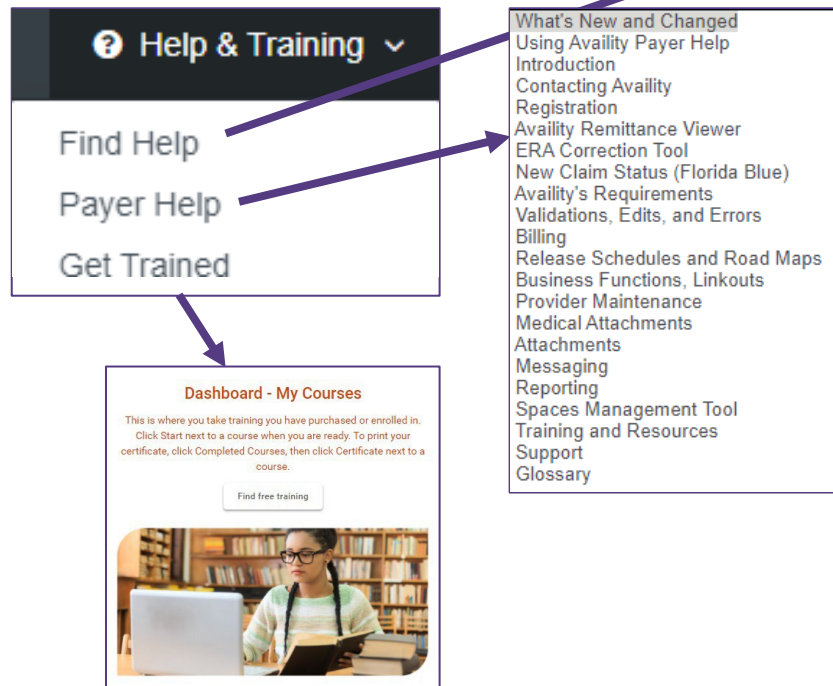 Help & Training
Find Help
Payer Help
Get Trained
What's New and Changed
Using Availity Payer Help
Introduction
Contacting Availity
Registration
Availity Remittance Viewer
ERA Correction Tool
New Claim Status (Florida Blue)
Availity's Requirements
Validations, Edits, and Errors
Billing
Release Schedules and Road Maps
Business Functions, Linkouts
Provider Maintenance
Medical Attachments
Attachments
Messaging
Reporting
Spaces Management Tool
Training and Resources
Support
Glossary
Dashboard - My Courses
This is where you take training you have purchased or enrolled in.
Click Start next to a course when you are ready. To print your
certificate, click Completed Courses, then click Certificate next to a
course.
Find free training